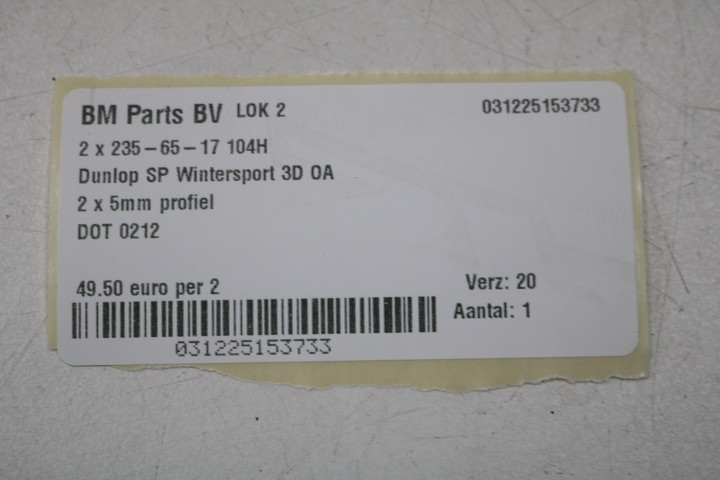 BM Parts BV LOK 2 031225153733
2 x 235-65-17 104H
Dunlop SP Wintersport 3D OA
2 x 5mm profiel
DOT 0212
49.50 euro per 2 Verz: 20
Aantal: 1
031225153733